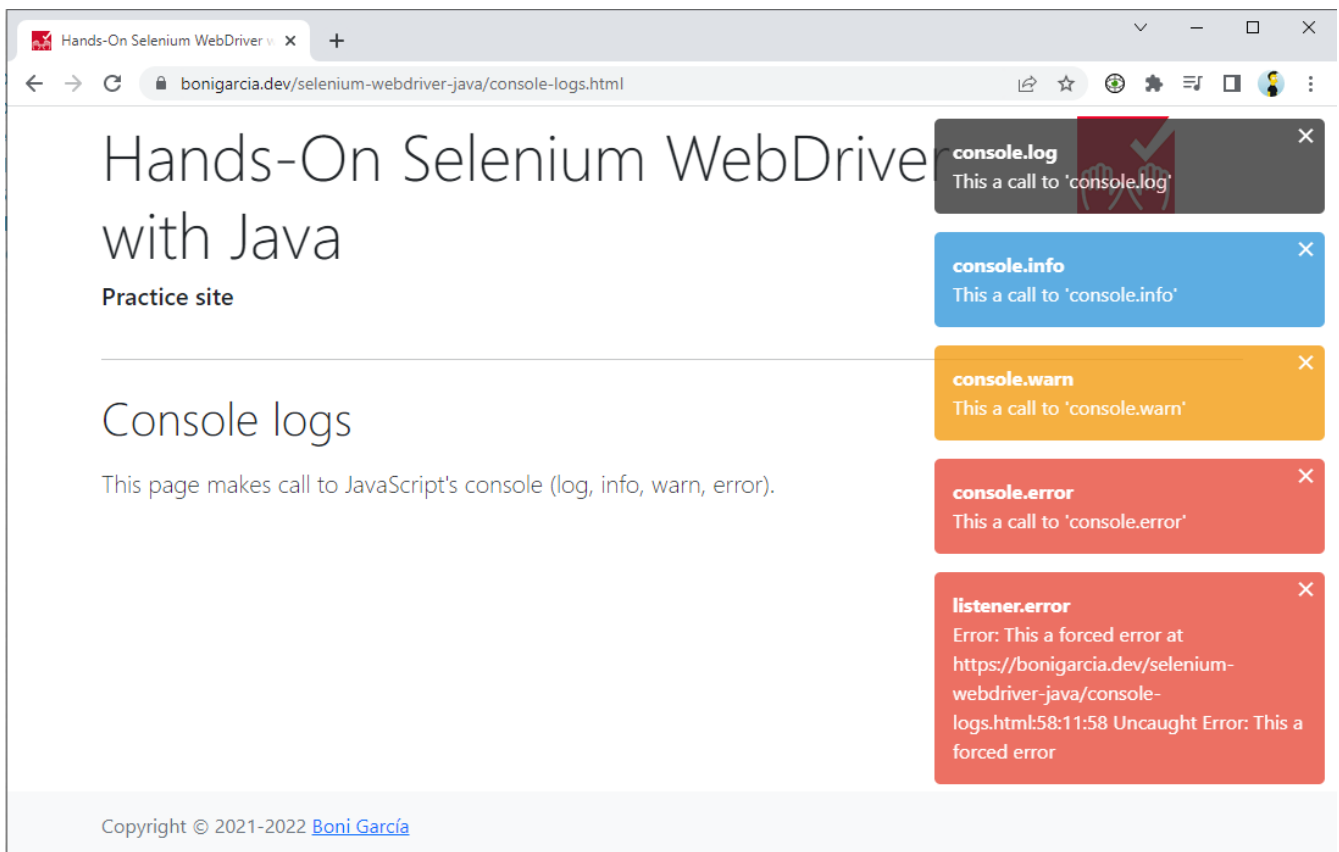 Hands-On Selenium WebDriver
bonigarcia.dev/selenium-webdriver-java/console-logs.html
Hands-On Selenium WebDriver
with Java
Practice site
Console logs
This page makes call to JavaScript's console (log, info, warn, error).
console.log
This a call to 'console.log'
console.info
This a call to 'console.info'
console.warn
This a call to 'console.warn'
console.error
This a call to 'console.error'
listener.error
Error: This a forced error at
https://bonigarcia.dev/selenium-
webdriver-java/console-
logs.html:58:11:58 Uncaught Error: This a
forced error
Copyright © 2021-2022 Boni García